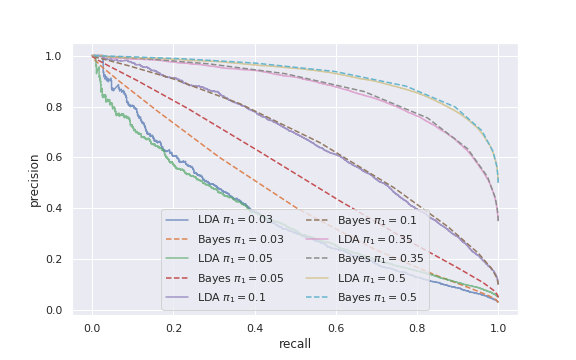 1.0
0.8
0.6
0.4
0.2
0.0
precision
LDA π₁ = 0.03
Bayes π₁ = 0.03
LDA π₁ = 0.05
Bayes π₁ = 0.05
LDA π₁ = 0.1
Bayes π₁ = 0.1
LDA π₁ = 0.35
Bayes π₁ = 0.35
LDA π₁ = 0.5
Bayes π₁ = 0.5
0.0 0.2 0.4 0.6 0.8 1.0
recall